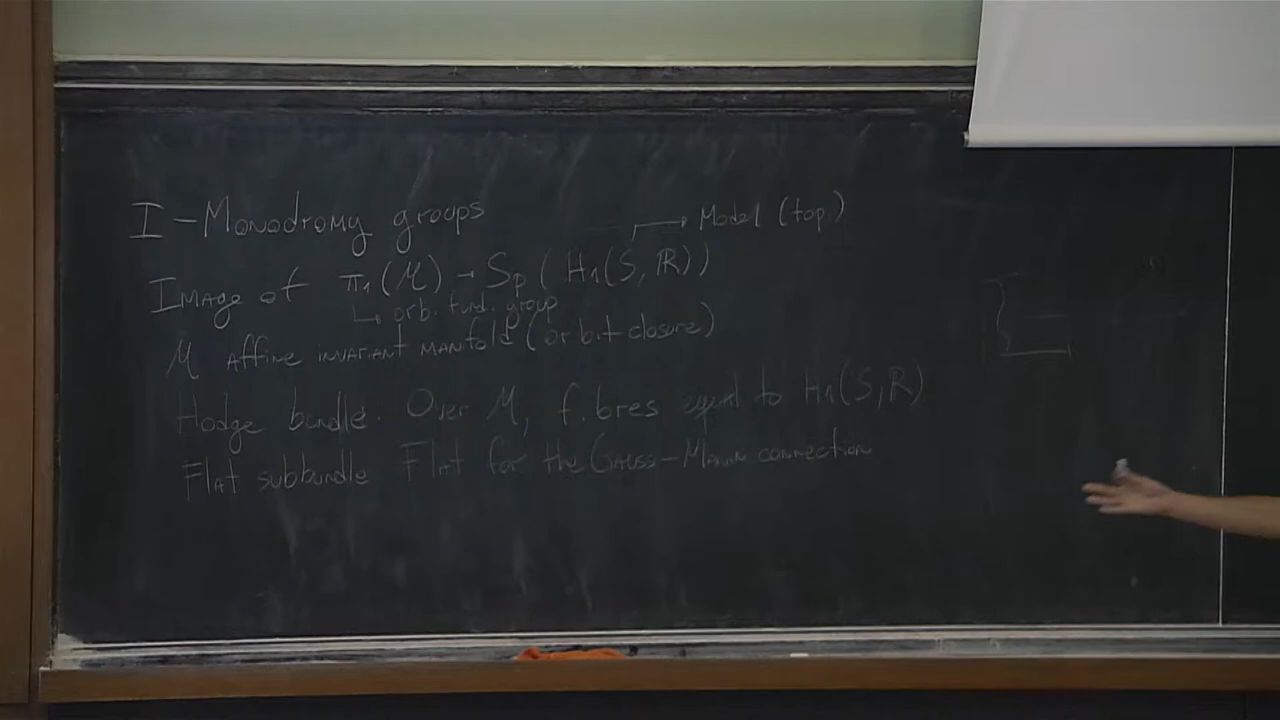 I - Monodromy groups
Model (top.)
Image of π₁(M) → Sp(H₁(S, R))
orb. fund. group
M affine invariant manifold (orbit closure)
Hodge bundle. Over M, fibres equal to H₁(S, R)
Flat subbundle Flat for the Gauss-Manin connection